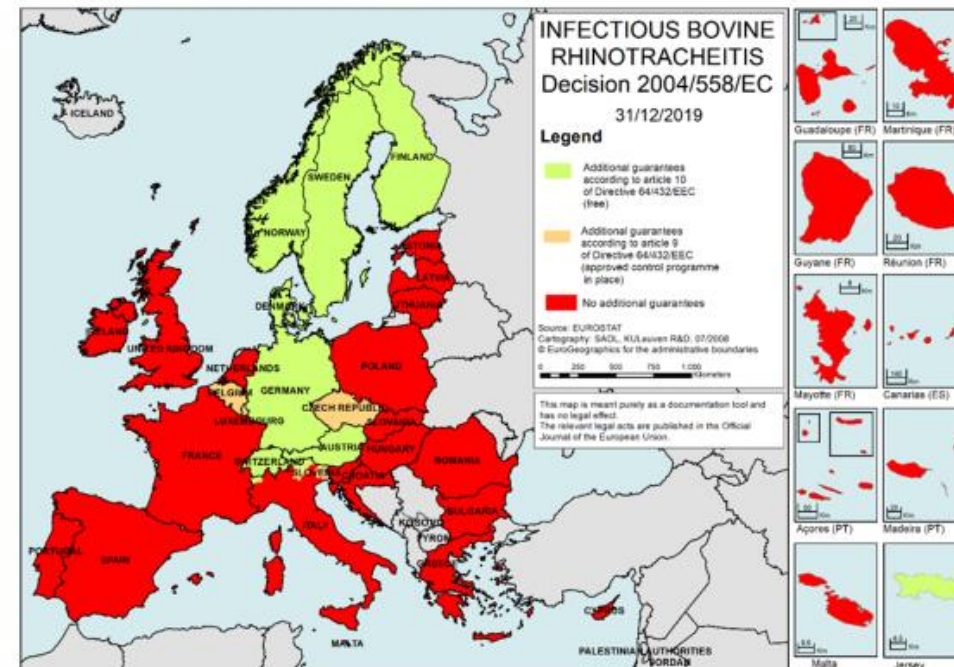 INFECTIOUS BOVINE
RHINOTRACHEITIS
Decision 2004/558/EC
31/12/2019
Legend
Additional guarantees
according to article 10
of Directive 64/432/EEC
(free)
Additional guarantees
according to article 9
of Directive 64/432/EEC
(approved control programme
in place)
No additional guarantees
Source: EUROSTAT
Cartography: SADL, KULeuven R&D, 07/2008
© EuroGeographics for the administrative boundaries
0 250 500 750 1.000
Kilometers
This map is meant purely as a documentation tool and
has no legal effect.
The relevant legal acts are published in the Official
Journal of the European Union.
ICELAND
FINLAND
SWEDEN
NORWAY
ESTONIA
LATVIA
LITHUANIA
DENMARK
IRELAND
UNITED KINGDOM
NETHERLANDS
POLAND
BELGIUM
GERMANY
CZECH REPUBLIC
LUXEMBOURG
SLOVAKIA
FRANCE
AUSTRIA
HUNGARY
SWITZERLAND
SLOVENIA
ROMANIA
CROATIA
ITALY
BULGARIA
KOSOVO
FYROM
PORTUGAL
SPAIN
GREECE
CYPRUS
MALTA
PALESTINIAN AUTHORITIES
JORDAN
Guadaloupe (FR)
Martinique (FR)
Guyane (FR)
Réunion (FR)
Mayotte (FR)
Canarias (ES)
Açores (PT)
Madeira (PT)
Malta
Jersey